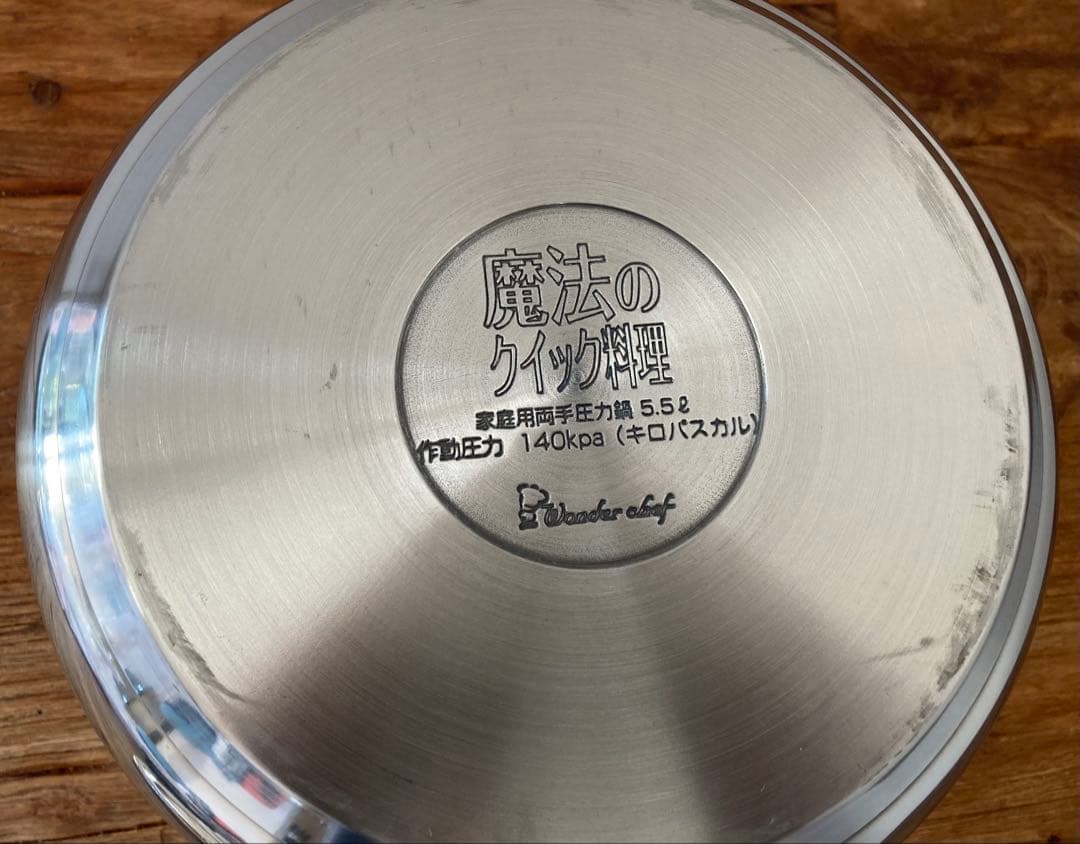 魔法の
クイック料理
家庭用両手圧力鍋 5.5ℓ
作動圧力 140kpa（キロパスカル）
Wonder chef